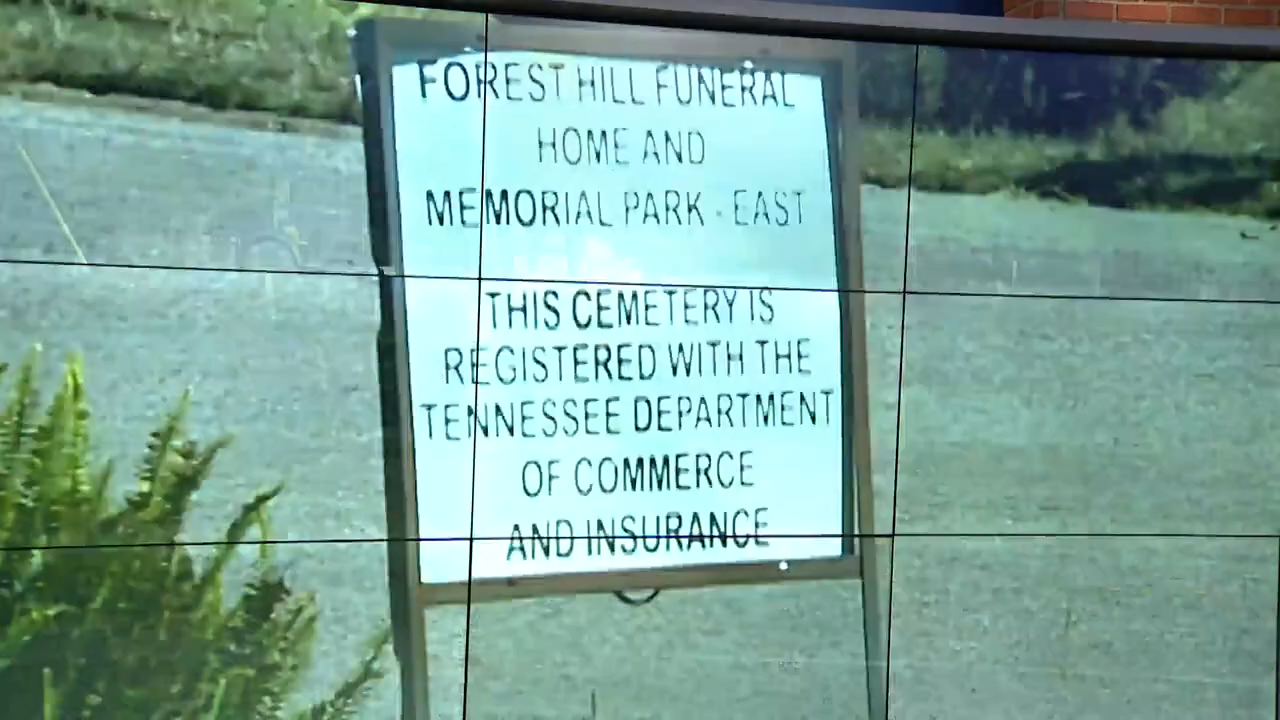 FOREST HILL FUNERAL
HOME AND
MEMORIAL PARK - EAST
THIS CEMETERY IS
REGISTERED WITH THE
TENNESSEE DEPARTMENT
OF COMMERCE
AND INSURANCE